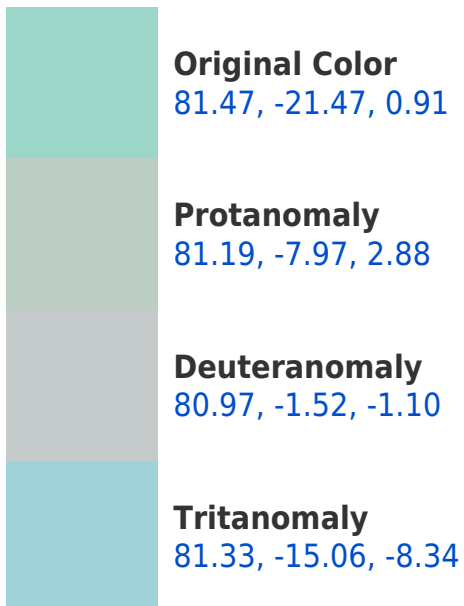 Original Color
81.47, -21.47, 0.91
Protanomaly
81.19, -7.97, 2.88
Deuteranomaly
80.97, -1.52, -1.10
Tritanomaly
81.33, -15.06, -8.34